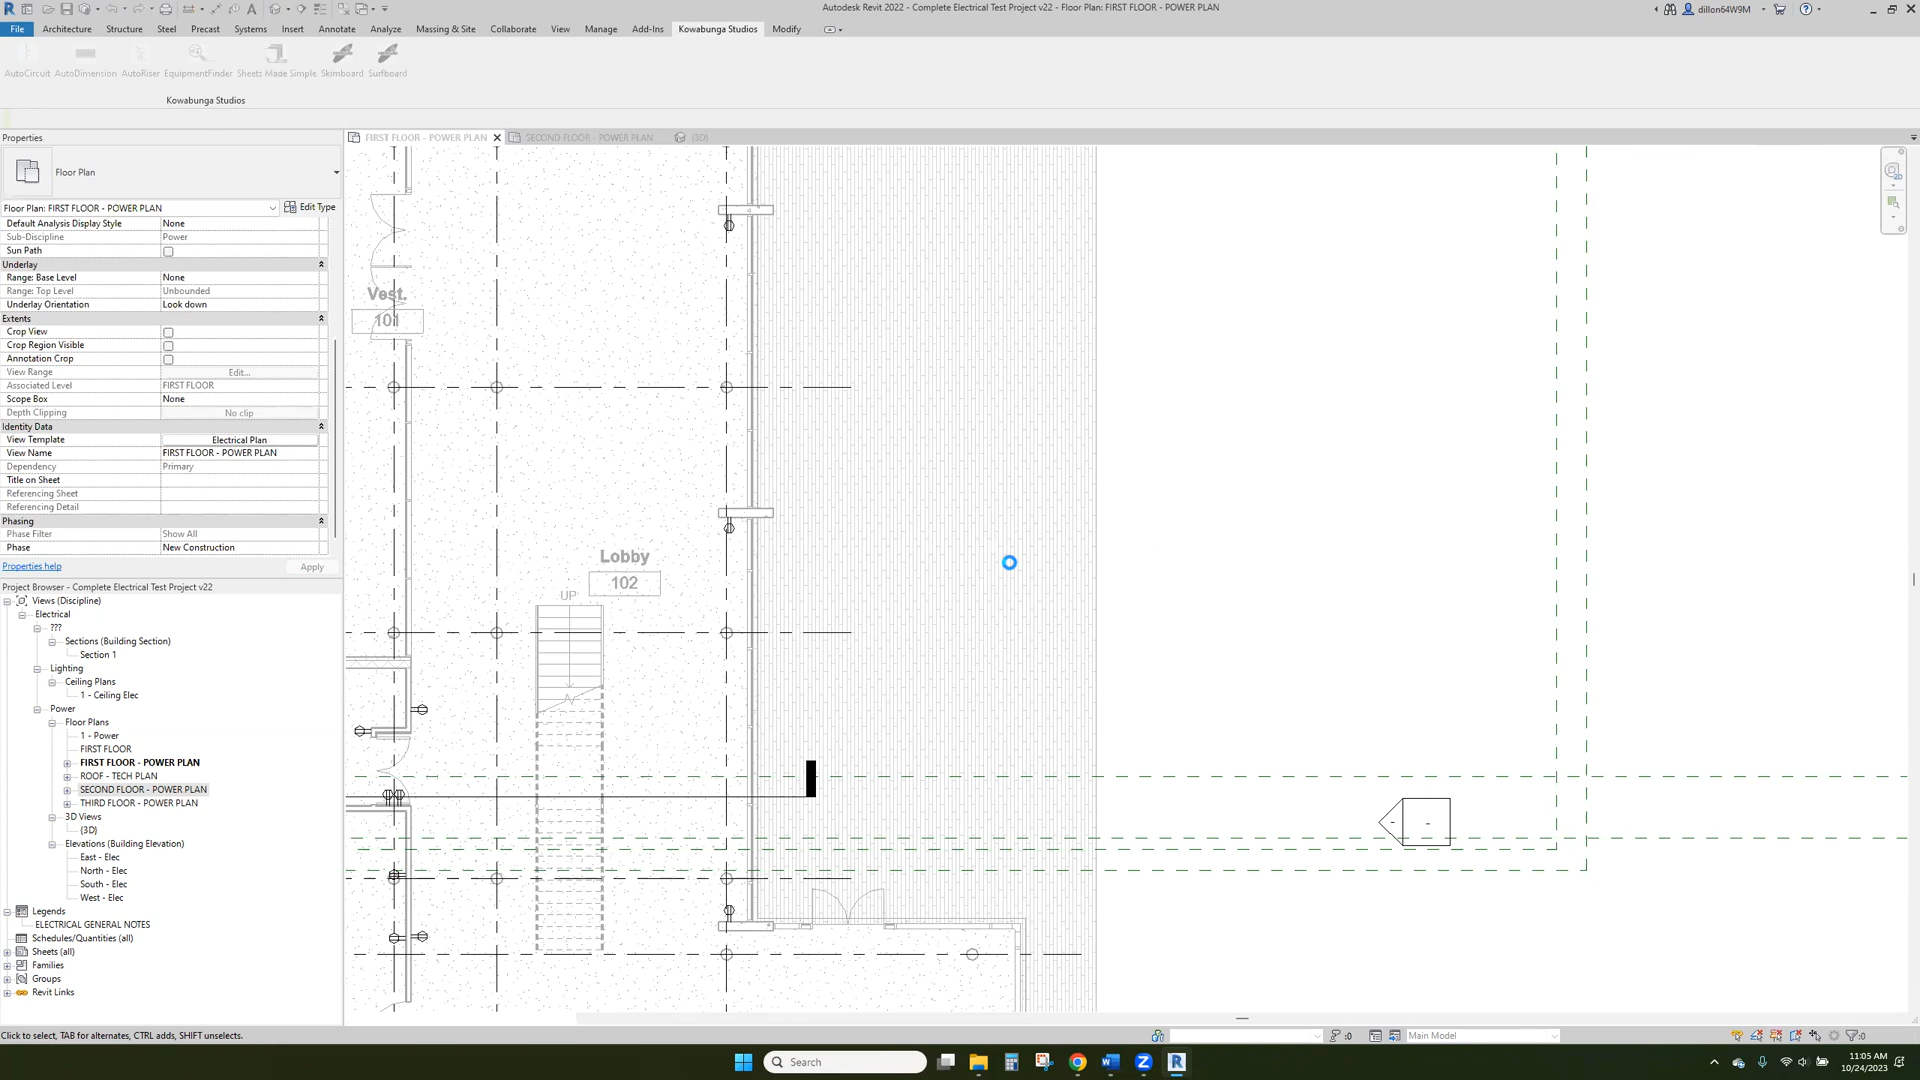 Autodesk Revit 2022 - Complete Electrical Test Project v22 - Floor Plan: FIRST FLOOR - POWER PLAN
dillon64W9M
File Architecture Structure Steel Precast Systems Insert Annotate Analyze Massing & Site Collaborate View Manage Add-Ins Kowabunga Studios Modify
AutoCircuit AutoDimension AutoRiser EquipmentFinder Sheets Made Simple Skimboard Surfboard
Kowabunga Studios
Properties
FIRST FLOOR - POWER PLAN
SECOND FLOOR - POWER PLAN
{3D}
Floor Plan
Floor Plan: FIRST FLOOR - POWER PLAN
Edit Type
Default Analysis Display Style None
Sub-Discipline Power
Sun Path
Underlay
Range: Base Level None
Range: Top Level Unbounded
Underlay Orientation Look down
Extents
Crop View
Crop Region Visible
Annotation Crop
View Range Edit...
Associated Level FIRST FLOOR
Scope Box None
Depth Clipping No clip
Identity Data
View Template Electrical Plan
View Name FIRST FLOOR - POWER PLAN
Dependency Primary
Title on Sheet
Referencing Sheet
Referencing Detail
Phasing
Phase Filter Show All
Phase New Construction
Properties help
Apply
Project Browser - Complete Electrical Test Project v22
Views (Discipline)
Electrical
???
Sections (Building Section)
Section 1
Lighting
Ceiling Plans
1 - Ceiling Elec
Power
Floor Plans
1 - Power
FIRST FLOOR
FIRST FLOOR - POWER PLAN
ROOF - TECH PLAN
SECOND FLOOR - POWER PLAN
THIRD FLOOR - POWER PLAN
3D Views
{3D}
Elevations (Building Elevation)
East - Elec
North - Elec
South - Elec
West - Elec
Legends
ELECTRICAL GENERAL NOTES
Schedules/Quantities (all)
Sheets (all)
Families
Groups
Revit Links
Vest.
101
Lobby
102
UP
Click to select, TAB for alternates, CTRL adds, SHIFT unselects.
:0
Main Model
:0
Search
11:05 AM
10/24/2023